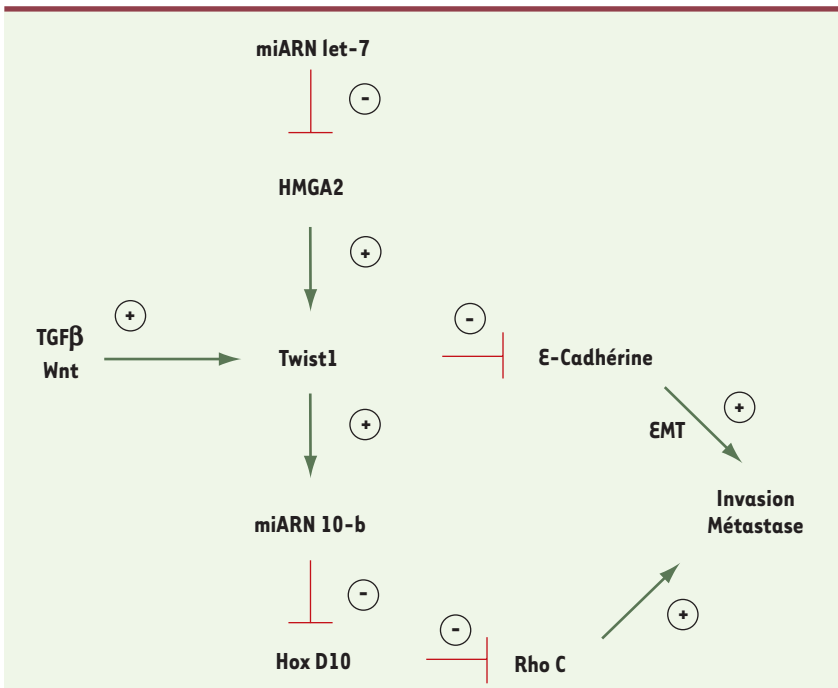 miARN let-7
-
HMGA2
+
+
-
TGFβ
Wnt
Twist1
E-Cadhérine
+
+
EMT
miARN 10-b
Invasion
Métastase
-
-
+
Hox D10
Rho C